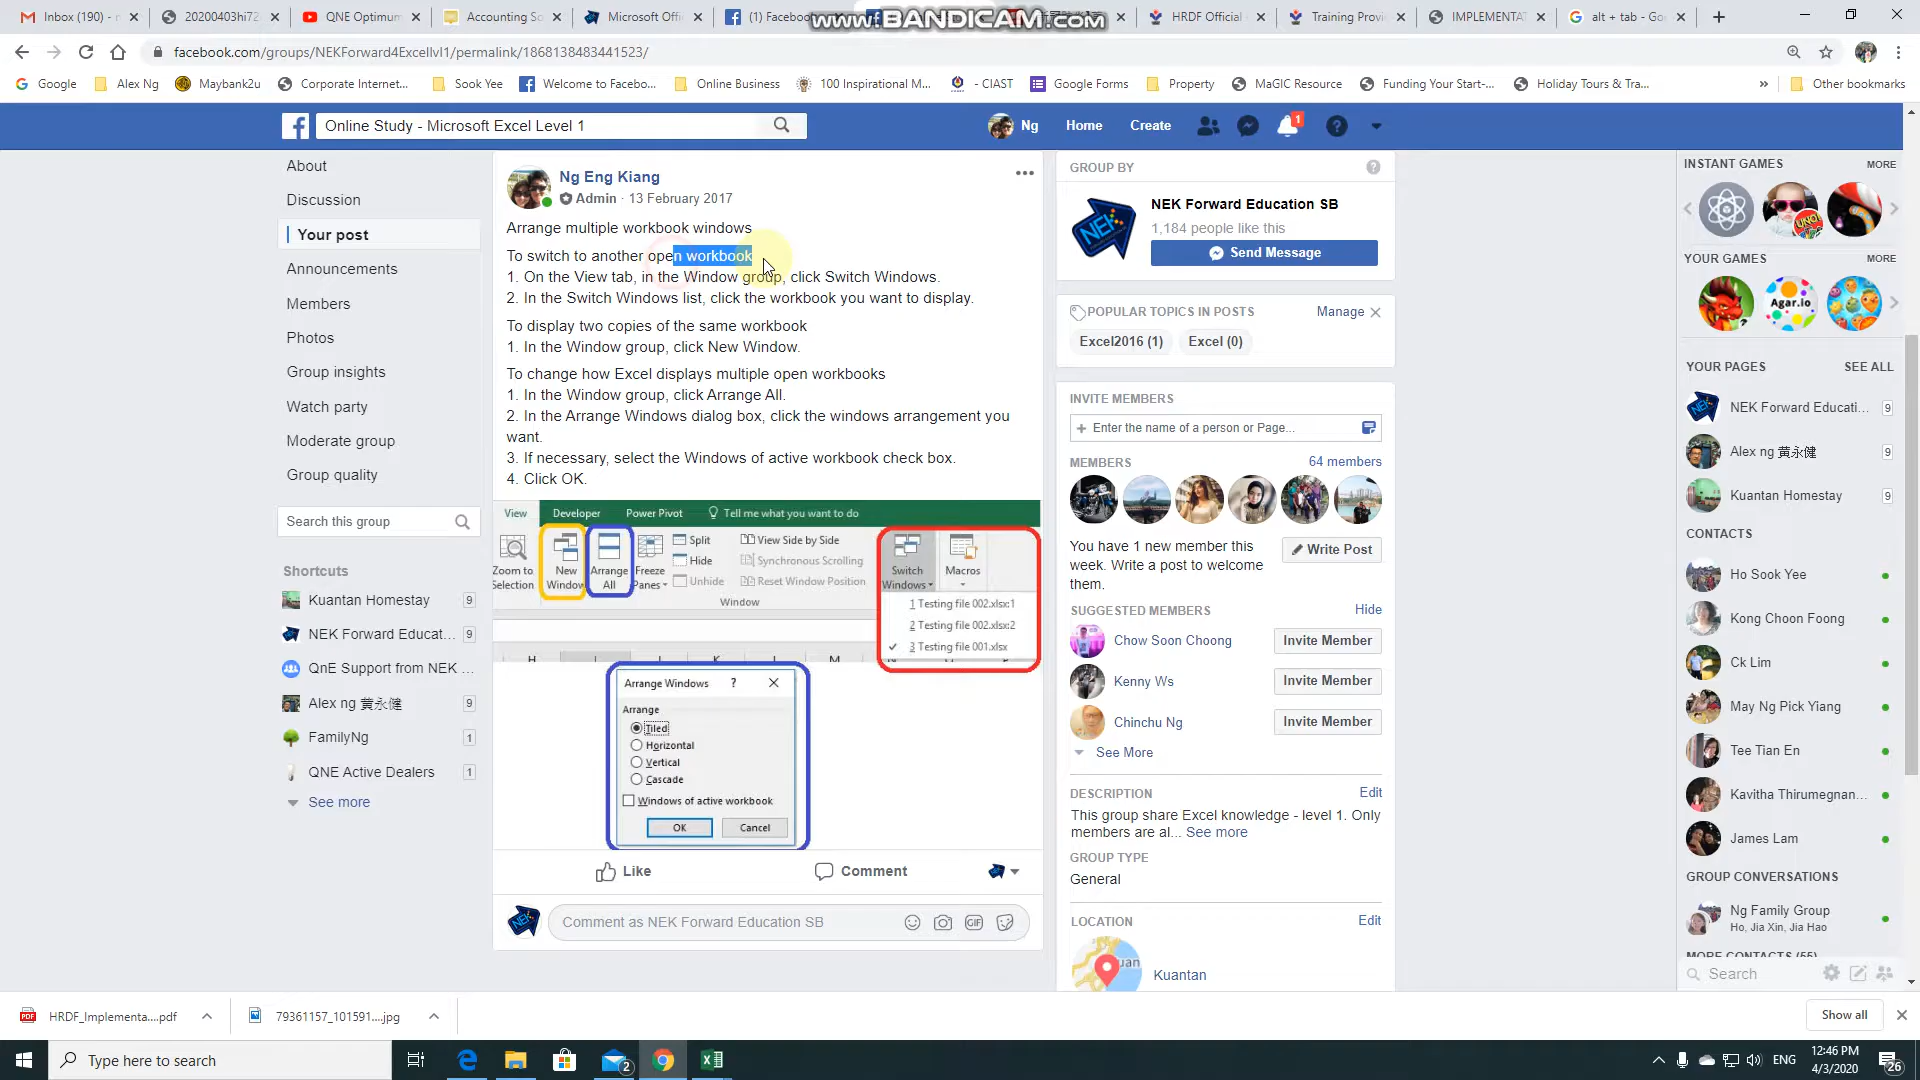 Inbox (190) - n
20200403hi72
QNE Optimum
Accounting So
Microsoft Offi
(1) Facebo
www.BANDICAM.com
HRDF Official
Training Provi
IMPLEMENTAT
alt + tab - Go
facebook.com/groups/NEKForward4Excellvl1/permalink/1868138483441523/
Google
Alex Ng
Maybank2u
Corporate Internet...
Sook Yee
Welcome to Facebo...
Online Business
100 Inspirational M...
- CIAST
Google Forms
Property
MaGIC Resource
Funding Your Start-...
Holiday Tours & Tra...
»
Other bookmarks
Online Study - Microsoft Excel Level 1
Ng
Home
Create
1
About
Discussion
Your post
Announcements
Members
Photos
Group insights
Watch party
Moderate group
Group quality
Search this group
Shortcuts
Kuantan Homestay 9
NEK Forward Educat... 9
QnE Support from NEK ...
Alex ng 黄永健 9
FamilyNg 1
QNE Active Dealers 1
See more
Ng Eng Kiang
Admin · 13 February 2017
Arrange multiple workbook windows
To switch to another open workbook
1. On the View tab, in the Window group, click Switch Windows.
2. In the Switch Windows list, click the workbook you want to display.
To display two copies of the same workbook
1. In the Window group, click New Window.
To change how Excel displays multiple open workbooks
1. In the Window group, click Arrange All.
2. In the Arrange Windows dialog box, click the windows arrangement you
want.
3. If necessary, select the Windows of active workbook check box.
4. Click OK.
View Developer Power Pivot Tell me what you want to do
Zoom to Selection
New Window
Arrange All
Freeze Panes
Split
Hide
Unhide
View Side by Side
Synchronous Scrolling
Reset Window Position
Switch Windows
Macros
Window
1 Testing file 002.xlsx:1
2 Testing file 002.xlsx:2
3 Testing file 001.xlsx
Arrange Windows ?
Arrange
Tiled
Horizontal
Vertical
Cascade
Windows of active workbook
OK Cancel
Like
Comment
Comment as NEK Forward Education SB
GIF
GROUP BY
NEK Forward Education SB
1,184 people like this
Send Message
POPULAR TOPICS IN POSTS Manage
Excel2016 (1) Excel (0)
INVITE MEMBERS
+ Enter the name of a person or Page...
MEMBERS 64 members
You have 1 new member this
week. Write a post to welcome
them.
Write Post
SUGGESTED MEMBERS Hide
Chow Soon Choong Invite Member
Kenny Ws Invite Member
Chinchu Ng Invite Member
See More
DESCRIPTION Edit
This group share Excel knowledge - level 1. Only
members are al... See more
GROUP TYPE
General
LOCATION Edit
Kuantan
INSTANT GAMES MORE
YOUR GAMES MORE
Agar.io
YOUR PAGES SEE ALL
NEK Forward Educati... 9
Alex ng 黄永健 9
Kuantan Homestay 9
CONTACTS
Ho Sook Yee
Kong Choon Foong
Ck Lim
May Ng Pick Yiang
Tee Tian En
Kavitha Thirumegnan...
James Lam
GROUP CONVERSATIONS
Ng Family Group
Ho, Jia Xin, Jia Hao
MORE CONTACTS (55)
Search
HRDF_Implementa....pdf
79361157_101591....jpg
Show all
Type here to search
2
ENG
12:46 PM
4/3/2020
26